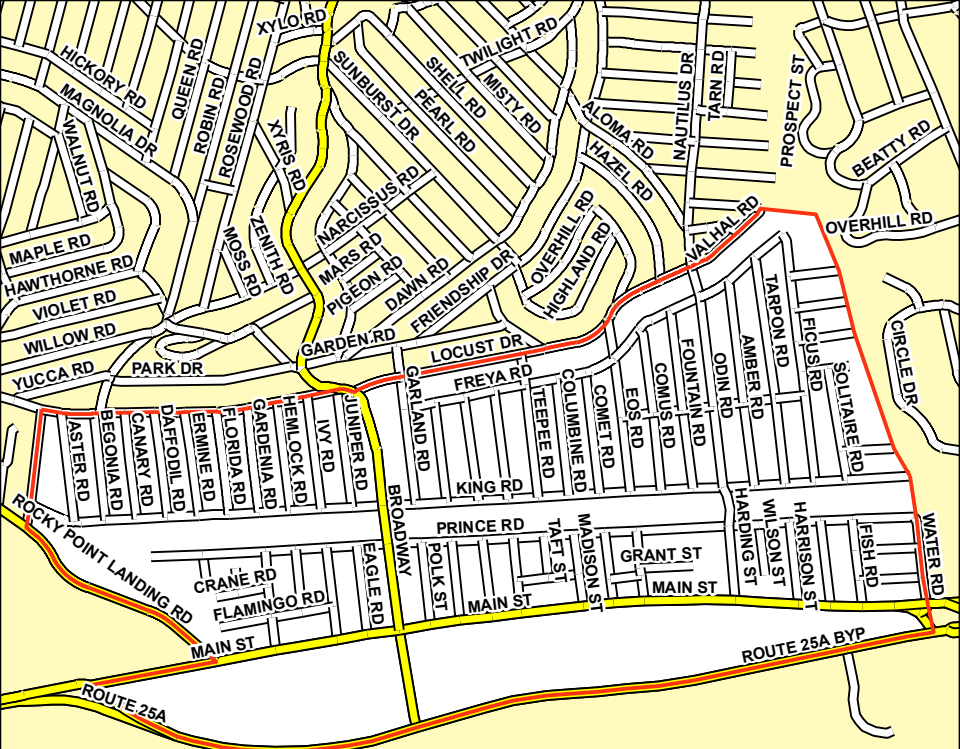 XYLO RD
TWILIGHT RD
HICKORY RD
QUEEN RD
ROBIN RD
ROSEWOOD RD
SUNBURST DR
SHELL RD
MISTY RD
PEARL RD
NAUTILUS DR
TARN RD
PROSPECT ST
MAGNOLIA DR
WALNUT RD
XYRIS RD
ALOMA RD
HAZEL RD
BEATTY RD
NARCISSUS RD
OVERHILL RD
HIGHLAND RD
VALHAL RD
OVERHILL RD
MAPLE RD
HAWTHORNE RD
VIOLET RD
WILLOW RD
YUCCA RD
MOSS RD
ZENITH RD
MARS RD
PIGEON RD
DAWN RD
FRIENDSHIP DR
GARDEN RD
PARK DR
LOCUST DR
FREYA RD
TARPON RD
FICUS RD
SOLITAIRE RD
CIRCLE DR
ASTER RD
BEGONIA RD
CANARY RD
DAFFODIL RD
ERMINE RD
FLORIDA RD
GARDENIA RD
HEMLOCK RD
IVY RD
JUNIPER RD
GARLAND RD
TEEPEE RD
COLUMBINE RD
COMET RD
EOS RD
COMUS RD
FOUNTAIN RD
ODIN RD
AMBER RD
KING RD
PRINCE RD
BROADWAY
ROCKY POINT LANDING RD
CRANE RD
FLAMINGO RD
EAGLE RD
POLK ST
TAFT ST
MADISON ST
GRANT ST
HARDING ST
WILSON ST
HARRISON ST
FISH RD
WATER RD
MAIN ST
MAIN ST
MAIN ST
ROUTE 25A BYP
ROUTE 25A